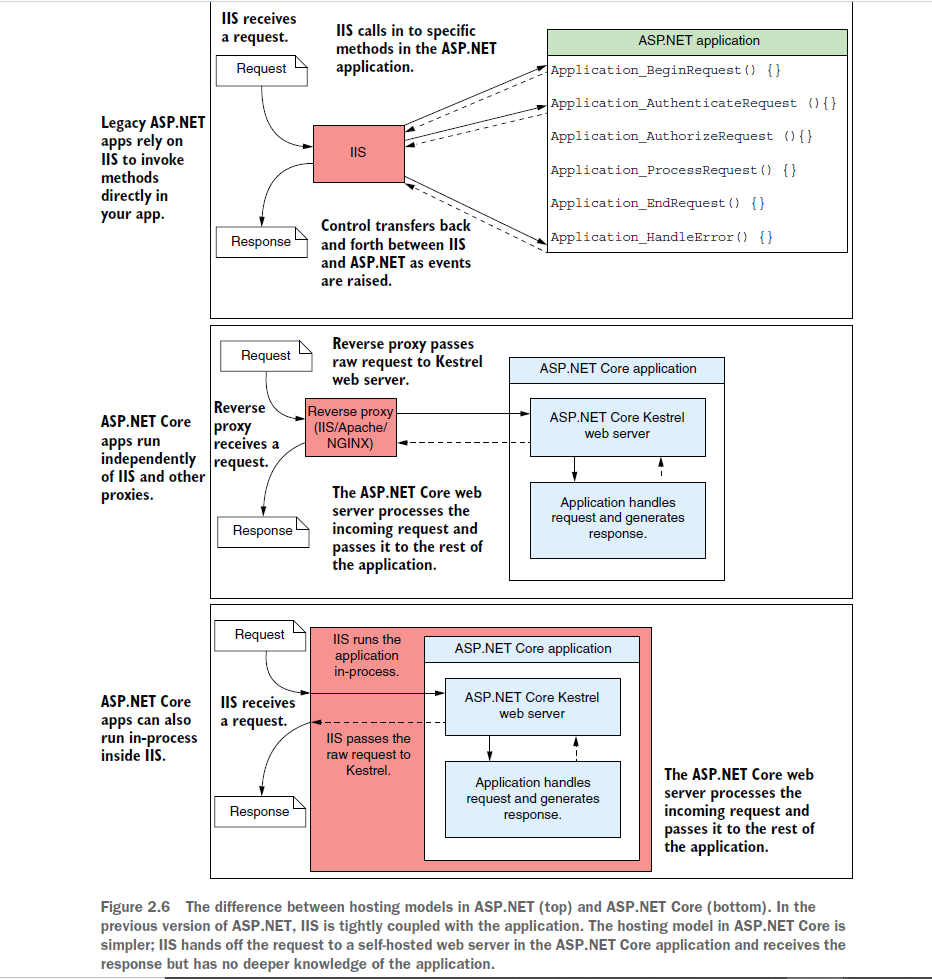 IIS receives
a request.
Request
IIS calls in to specific
methods in the ASP.NET
application.
ASP.NET application
Application_BeginRequest() {}
Application_AuthenticateRequest (){}
Application_AuthorizeRequest (){}
Application_ProcessRequest() {}
Application_EndRequest() {}
Application_HandleError() {}
Legacy ASP.NET
apps rely on
IIS to invoke
methods
directly in
your app.
IIS
Response
Control transfers back
and forth between IIS
and ASP.NET as events
are raised.
Request
Reverse proxy passes
raw request to Kestrel
web server.
ASP.NET Core application
ASP.NET Core
apps run
independently
of IIS and other
proxies.
Reverse
proxy
receives a
request.
Reverse proxy
(IIS/Apache/
NGINX)
ASP.NET Core Kestrel
web server
The ASP.NET Core web
server processes the
incoming request and
passes it to the rest of
the application.
Application handles
request and generates
response.
Response
Request
IIS runs the
application
in-process.
ASP.NET Core application
ASP.NET Core
apps can also
run in-process
inside IIS.
IIS receives
a request.
ASP.NET Core Kestrel
web server
IIS passes the
raw request to
Kestrel.
Application handles
request and generates
response.
Response
The ASP.NET Core web
server processes the
incoming request and
passes it to the rest of
the application.
Figure 2.6 The difference between hosting models in ASP.NET (top) and ASP.NET Core (bottom). In the
previous version of ASP.NET, IIS is tightly coupled with the application. The hosting model in ASP.NET Core is
simpler; IIS hands off the request to a self-hosted web server in the ASP.NET Core application and receives the
response but has no deeper knowledge of the application.